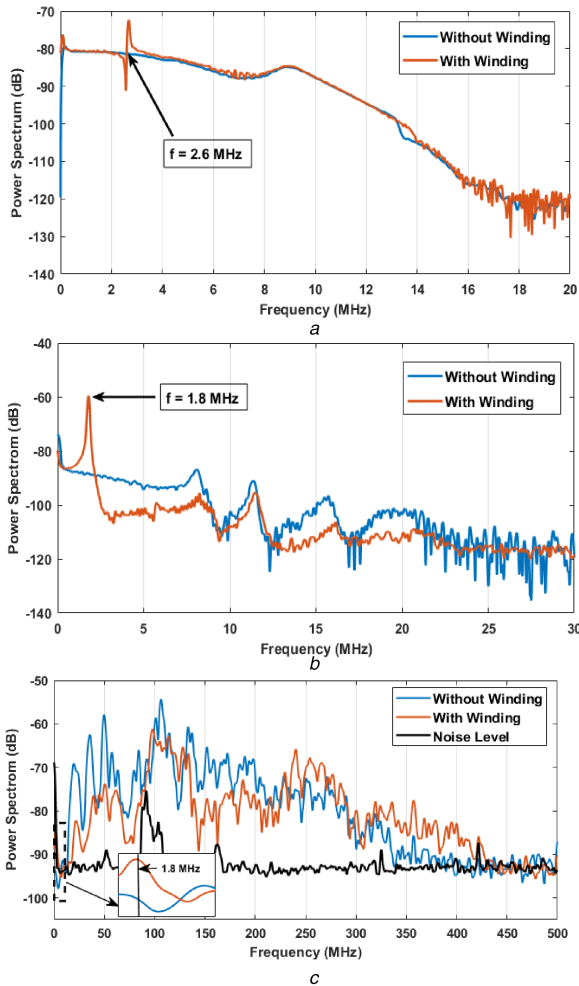 -70
-80
-90
-100
-110
-120
-130
-140
Power Spectrum (dB)
Without Winding
With Winding
f = 2.6 MHz
0 2 4 6 8 10 12 14 16 18 20
Frequency (MHz)
a
-40
-60
-80
-100
-120
-140
Power Spectrom (dB)
Without Winding
With Winding
f = 1.8 MHz
0 5 10 15 20 25 30
Frequency (MHz)
b
-50
-60
-70
-80
-90
-100
Power Spectrom (dB)
Without Winding
With Winding
Noise Level
1.8 MHz
0 50 100 150 200 250 300 350 400 450 500
Frequency (MHz)
c